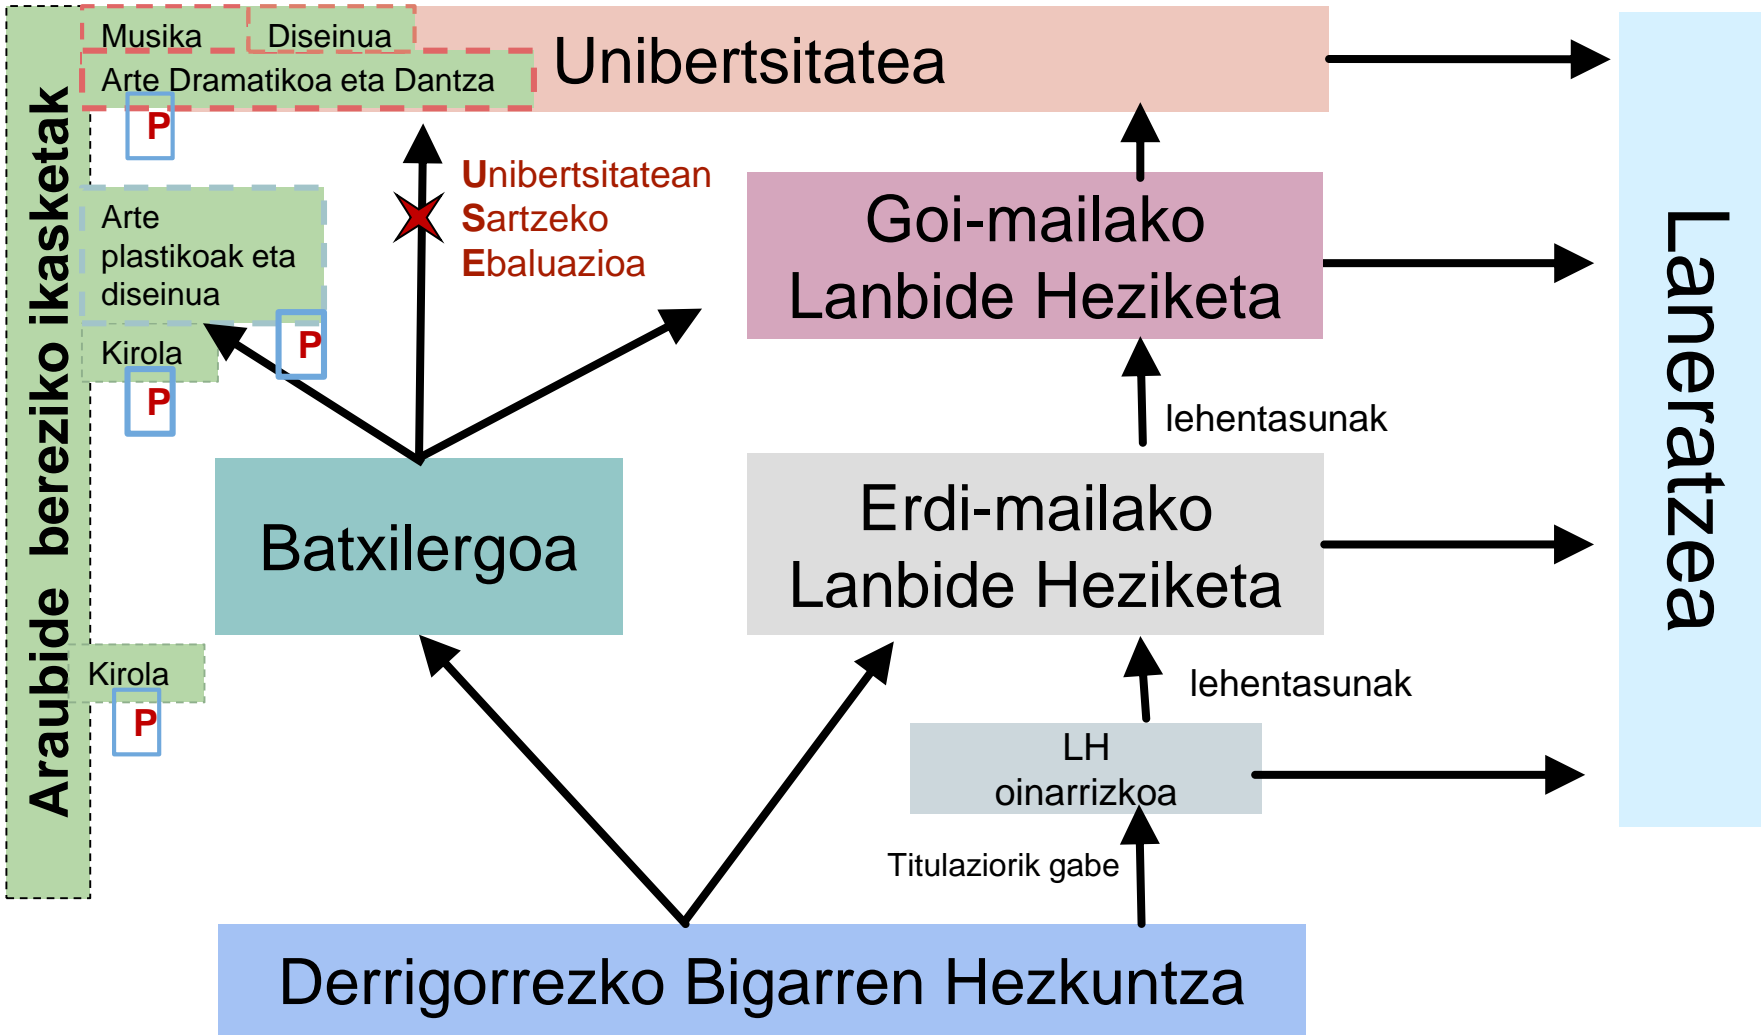 Musika
Diseinua
Arte Dramatikoa eta Dantza
Unibertsitatea
P
Araubide bereziko ikasketak
Unibertsitatean
Sartzeko
Ebaluazioa
Arte
plastikoak eta
diseinua
P
Kirola
P
Goi-mailako
Lanbide Heziketa
Laneratzea
lehentasunak
Batxilergoa
Erdi-mailako
Lanbide Heziketa
Kirola
P
lehentasunak
LH
oinarrizkoa
Titulaziorik gabe
Derrigorrezko Bigarren Hezkuntza